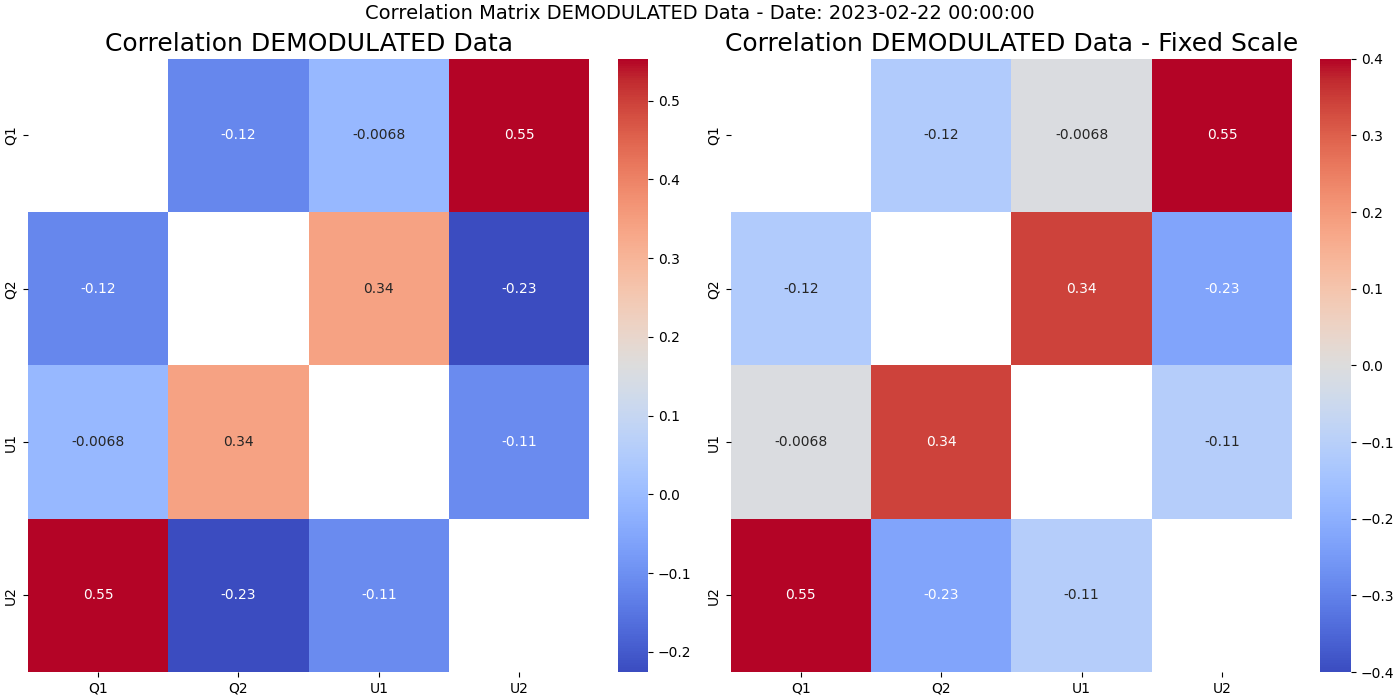 Correlation Matrix DEMODULATED Data - Date: 2023-02-22 00:00:00
Correlation DEMODULATED Data
Q1
-0.12
-0.0068
0.55
Q2
-0.12
0.34
-0.23
U1
-0.0068
0.34
-0.11
U2
0.55
-0.23
-0.11
Q1
Q2
U1
U2
0.5
0.4
0.3
0.2
0.1
0.0
−0.1
−0.2
Correlation DEMODULATED Data - Fixed Scale
Q1
-0.12
-0.0068
0.55
Q2
-0.12
0.34
-0.23
U1
-0.0068
0.34
-0.11
U2
0.55
-0.23
-0.11
Q1
Q2
U1
U2
0.4
0.3
0.2
0.1
0.0
−0.1
−0.2
−0.3
−0.4